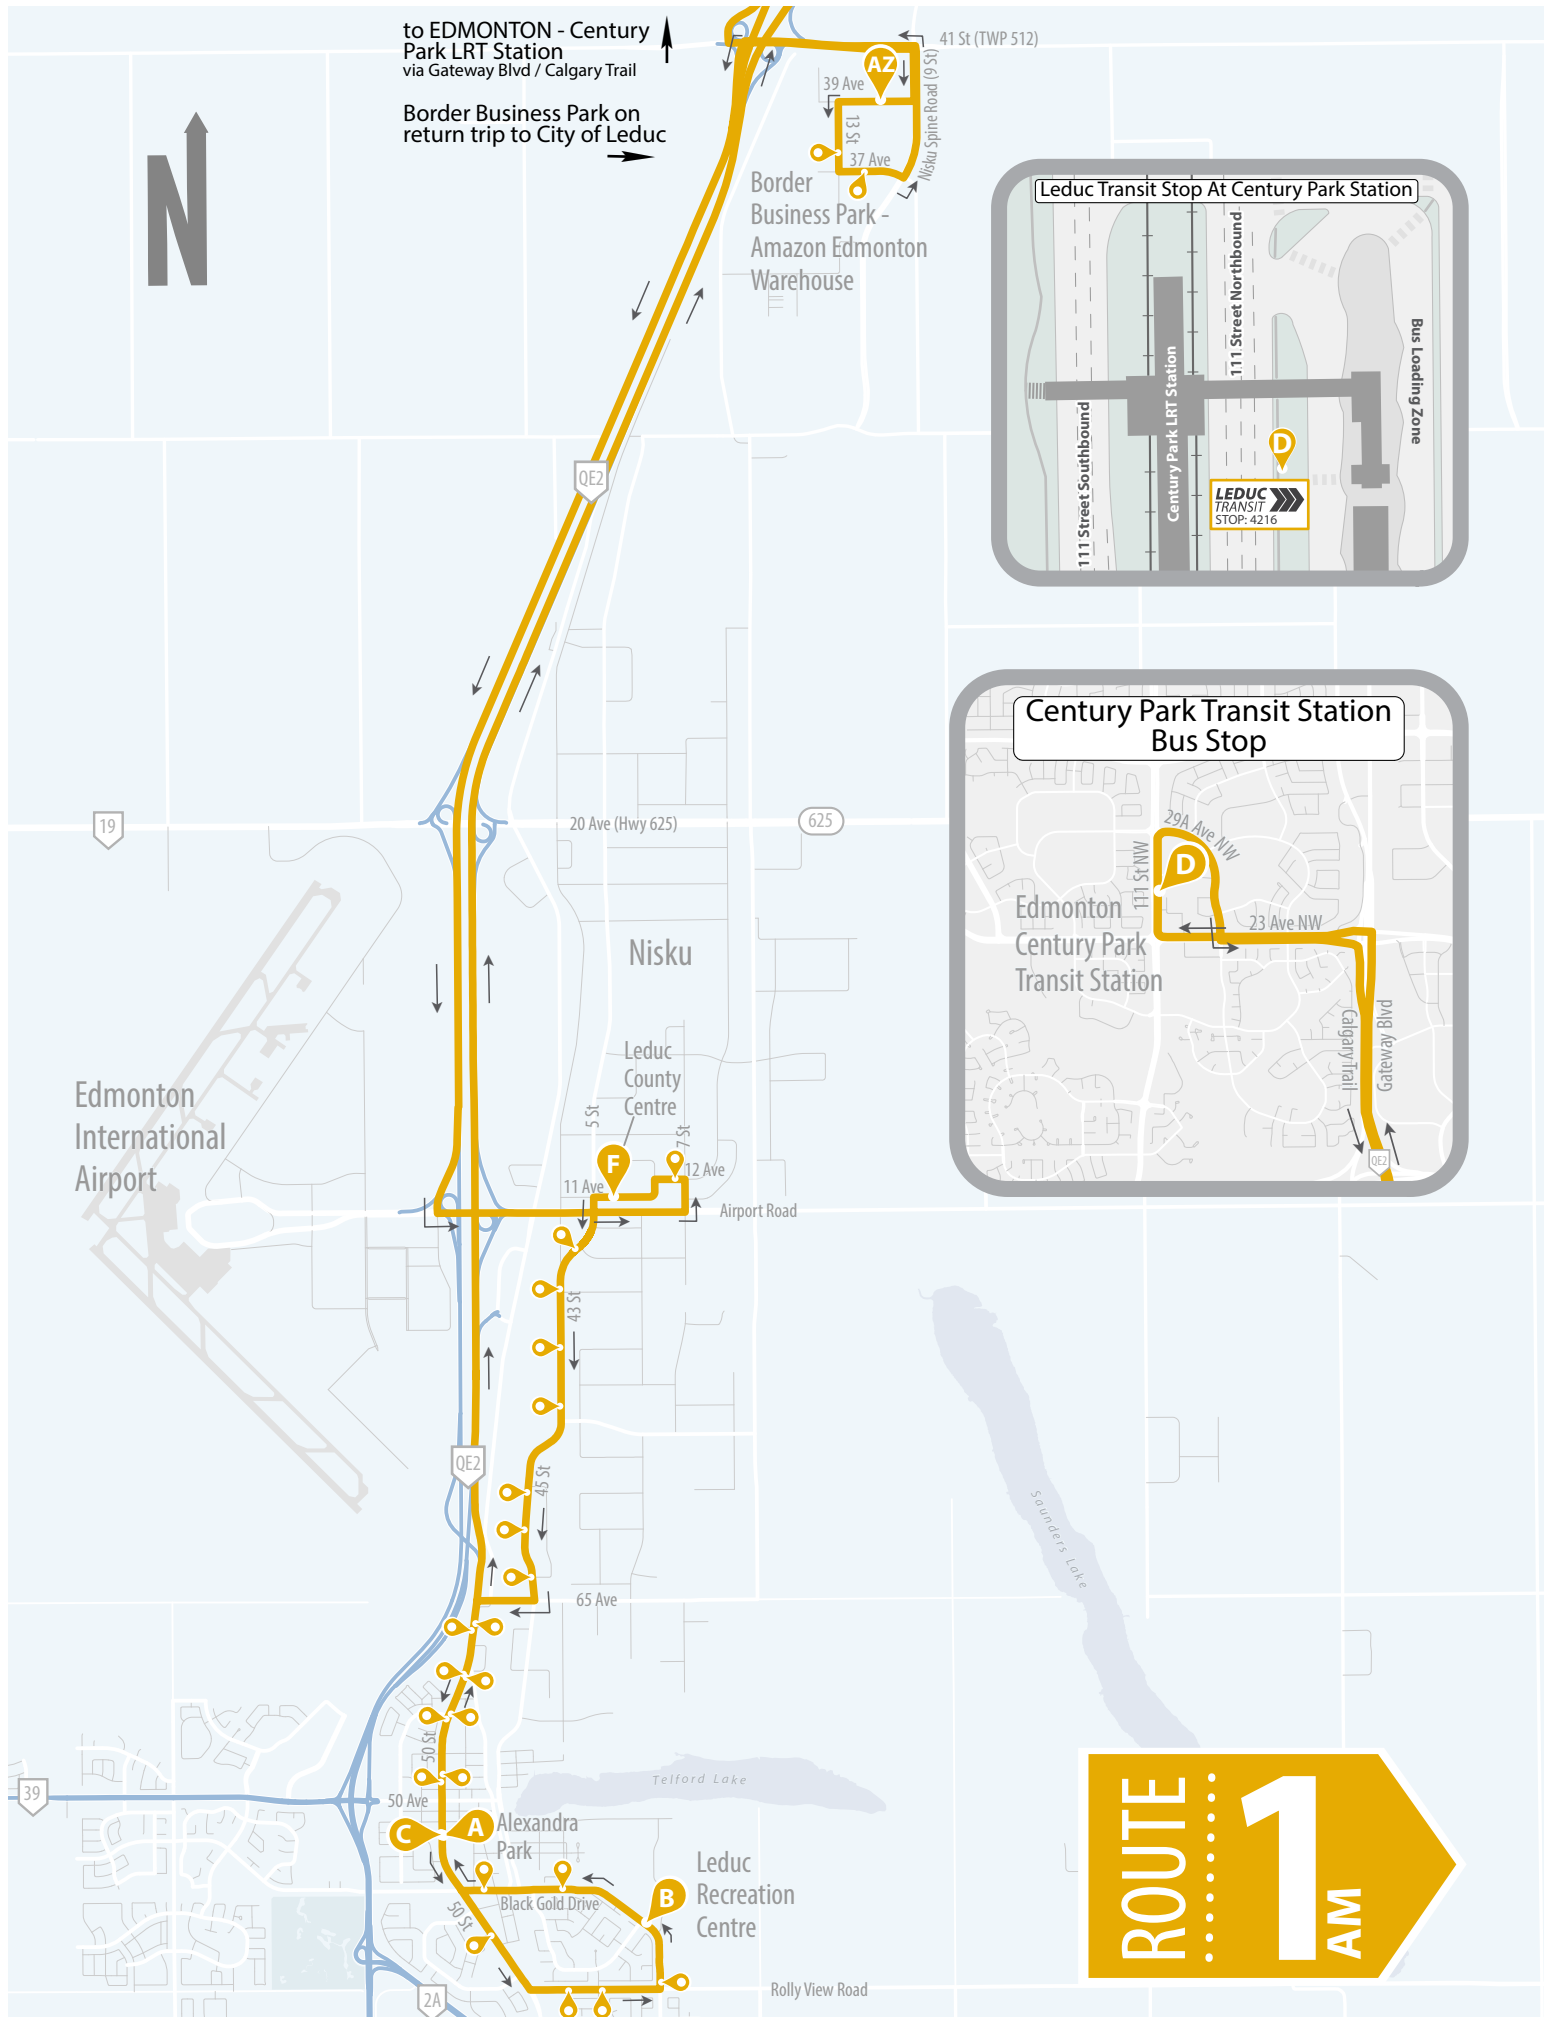 to EDMONTON - Century
Park LRT Station
via Gateway Blvd / Calgary Trail
Border Business Park on
return trip to City of Leduc
N
41 St (TWP 512)
AZ
39 Ave
13 St
37 Ave
Nisku Spine Road (9 St)
Border
Business Park -
Amazon Edmonton
Warehouse
Leduc Transit Stop At Century Park Station
111 Street Northbound
111 Street Southbound
Century Park LRT Station
Bus Loading Zone
D
LEDUC
TRANSIT
STOP: 4216
QE2
Century Park Transit Station
Bus Stop
29A Ave NW
111 St NW
D
23 Ave NW
Edmonton
Century Park
Transit Station
Calgary Trail
Gateway Blvd
QE2
19
20 Ave (Hwy 625)
625
Nisku
Edmonton
International
Airport
Leduc
County
Centre
5 St
7 St
F
12 Ave
11 Ave
Airport Road
43 St
QE2
45 St
65 Ave
Saunders Lake
50 St
Telford Lake
39
50 Ave
C
A
Alexandra
Park
Leduc
Recreation
Centre
B
Black Gold Drive
50 St
Rolly View Road
2A
ROUTE
1
AM